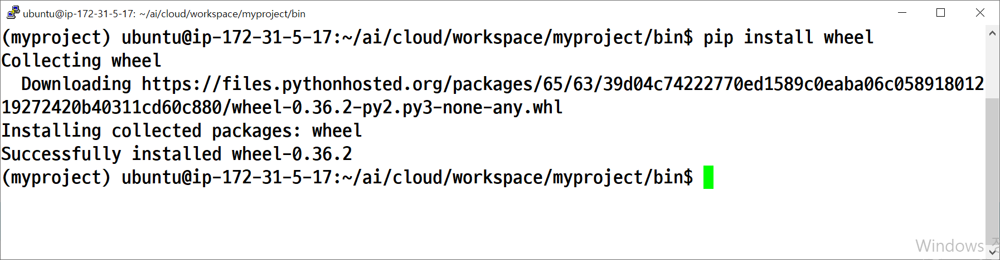 ubuntu@ip-172-31-5-17: ~/ai/cloud/workspace/myproject/bin
(myproject) ubuntu@ip-172-31-5-17:~/ai/cloud/workspace/myproject/bin$ pip install wheel
Collecting wheel
  Downloading https://files.pythonhosted.org/packages/65/63/39d04c74222770ed1589c0eaba06c058918012
19272420b40311cd60c880/wheel-0.36.2-py2.py3-none-any.whl
Installing collected packages: wheel
Successfully installed wheel-0.36.2
(myproject) ubuntu@ip-172-31-5-17:~/ai/cloud/workspace/myproject/bin$
Windows